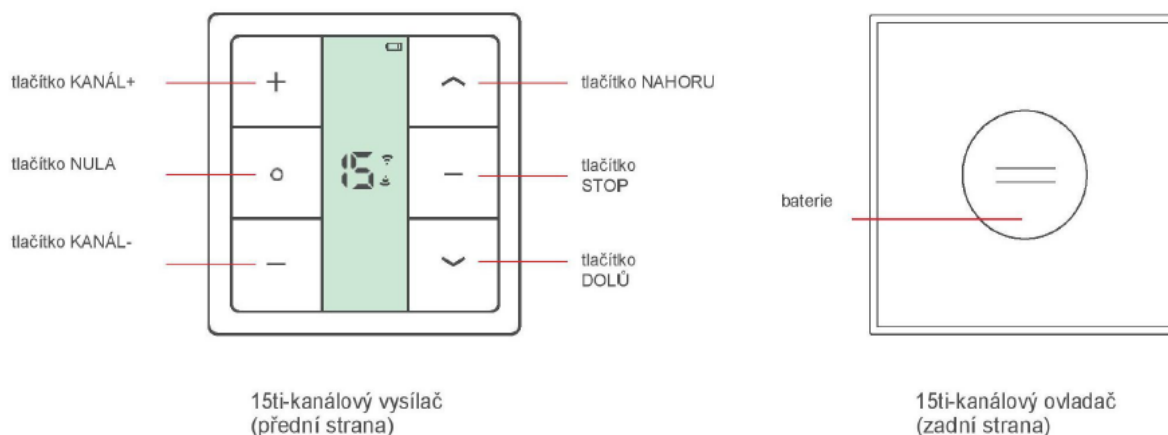 tlačítko KANÁL+
tlačítko NULA
tlačítko KANÁL-
15
tlačítko NAHORU
tlačítko
STOP
tlačítko
DOLŮ
15ti-kanálový vysílač
(přední strana)
baterie
15ti-kanálový ovladač
(zadní strana)